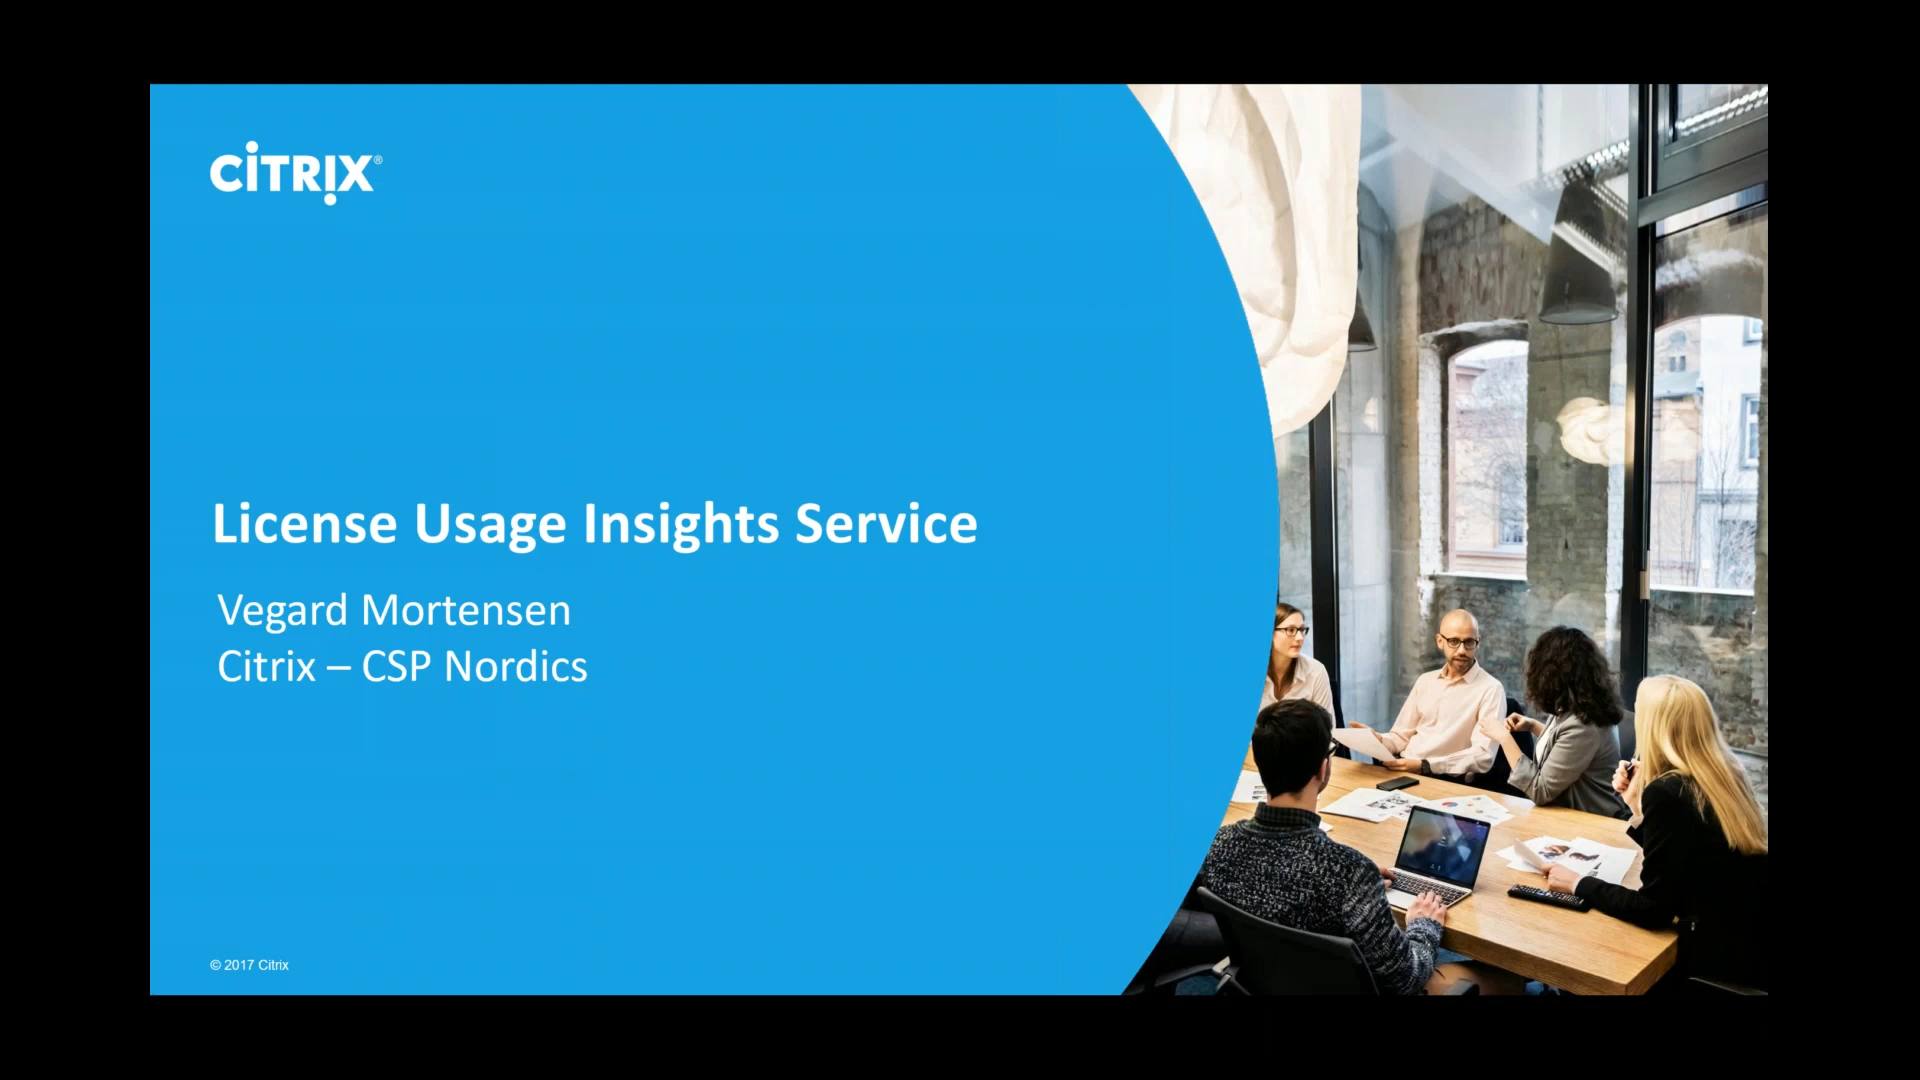 CITRIX®
License Usage Insights Service
Vegard Mortensen
Citrix – CSP Nordics
© 2017 Citrix